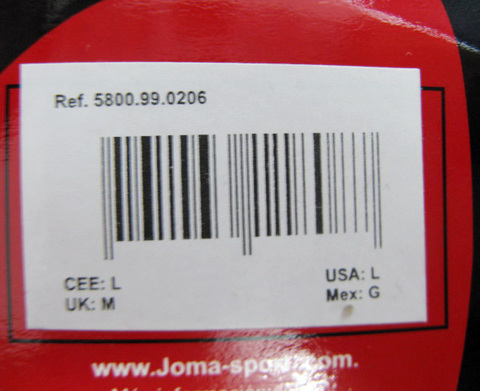 Ref. 5800.99.0206
CEE: L
UK: M
USA: L
Mex: G
www.Joma-sport.com.